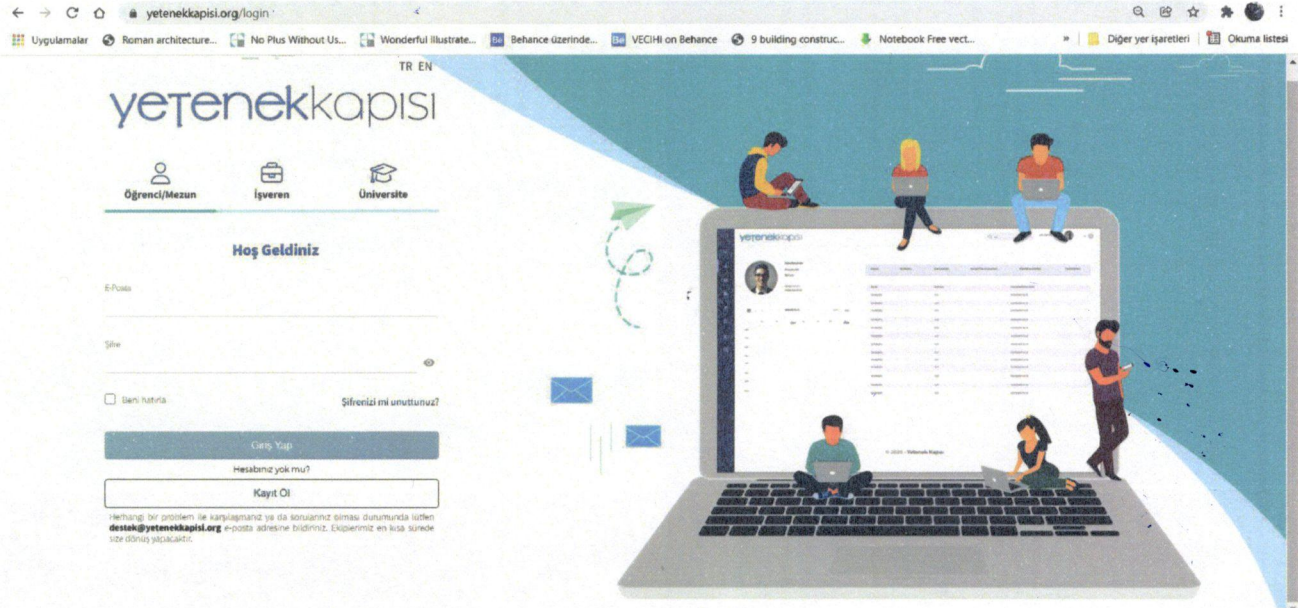 yetenekkapisi.org/login
Uygulamalar
Roman architecture...
No Plus Without Us...
Wonderful Illustrate...
Behance üzerinde...
VECIHI on Behance
9 building construc...
Notebook Free vect...
»
Diğer yer işaretleri
Okuma listesi
TR EN
yetenekkapısı
Öğrenci/Mezun
İşveren
Üniversite
Hoş Geldiniz
E-Posta
Şifre
Beni hatırla
Şifrenizi mi unuttunuz?
Giriş Yap
Hesabınız yok mu?
Kayıt Ol
Herhangi bir problem ile karşılaşmanız ya da sorularınız olması durumunda lütfen
destek@yetenekkapisi.org e-posta adresine bildiriniz. Ekiplerimiz en kısa sürede
size dönüş yapacaktır.
yetenekkapısı
Yetenek Kapısı